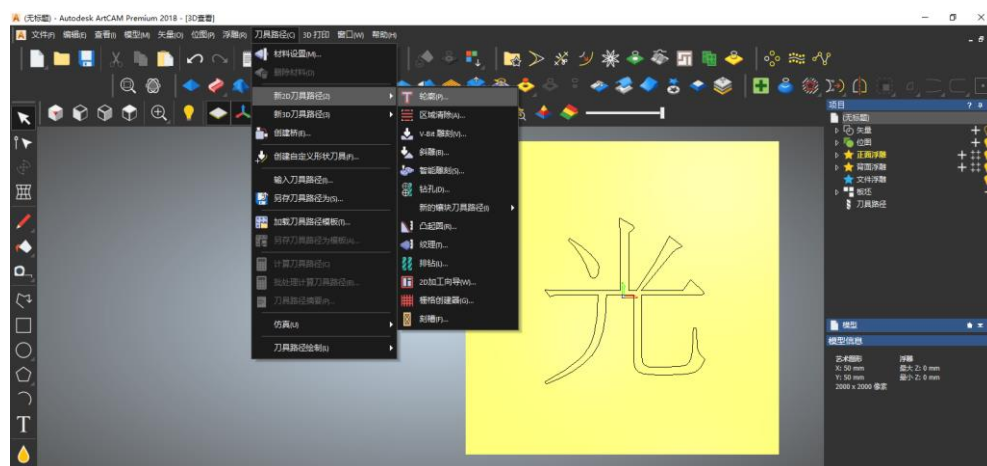 (无标题) - Autodesk ArtCAM Premium 2018 - [3D查看]
文件(F) 编辑(E) 查看(I) 模型(M) 矢量(O) 位图(P) 浮雕(R) 刀具路径(C) 3D 打印 窗口(W) 帮助(H)
材料设置(M)...
删除材料(D)
新2D刀具路径(2)
新3D刀具路径(3)
创建桥(E)...
创建自定义形状刀具(F)...
输入刀具路径(I)...
另存刀具路径为(S)...
加载刀具路径模板(T)...
另存刀具路径为模板(A)...
计算刀具路径(C)
批处理计算刀具路径(B)...
刀具路径摘要(P)...
仿真(U)
刀具路径绘制(L)
轮廓(P)...
区域清除(A)...
V-Bit 雕刻(V)...
斜雕(B)...
智能雕刻(S)...
钻孔(D)...
新的镶块刀具路径(I)
凸起圆(R)...
纹理(T)...
排钻(L)...
2D加工向导(W)...
栅格创建器(G)...
刻槽(F)...
光
项目
(无标题)
矢量
位图
正面浮雕
背面浮雕
文件浮雕
板坯
刀具路径
模型
模型信息
艺术图形 浮雕
X: 50 mm 最大 Z: 0 mm
Y: 50 mm 最小 Z: 0 mm
2000 x 2000 像素